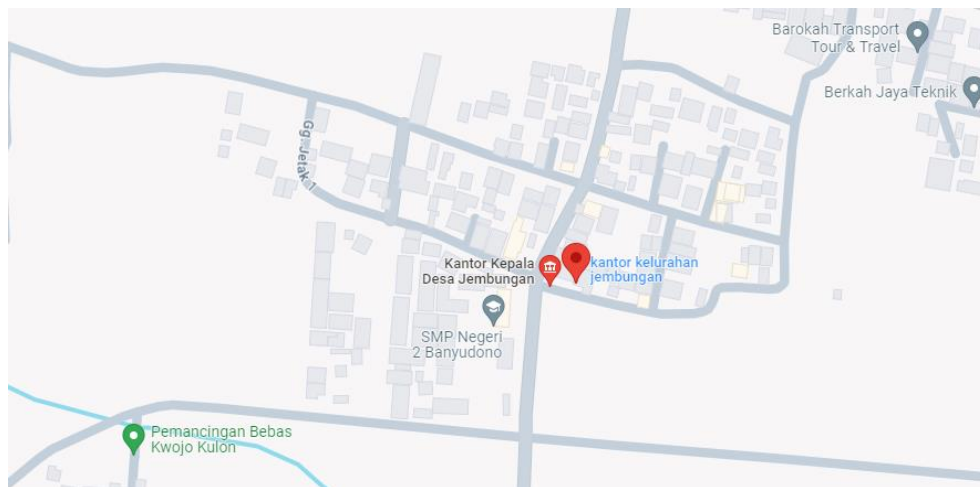 Barokah Transport
Tour & Travel
Berkah Jaya Teknik
Gg. Jetak 1
Kantor Kepala
Desa Jembungan
kantor kelurahan
jembungan
SMP Negeri
2 Banyudono
Pemancingan Bebas
Kwojo Kulon